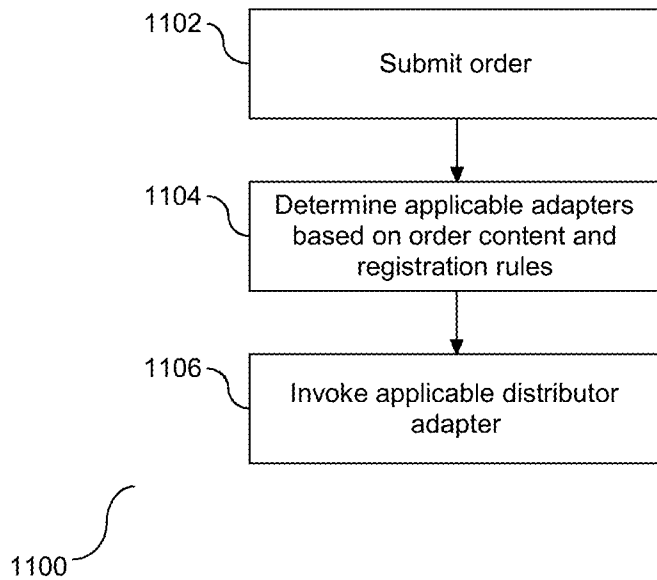 1102
Submit order
1104
Determine applicable adapters
based on order content and
registration rules
1106
Invoke applicable distributor
adapter
1100